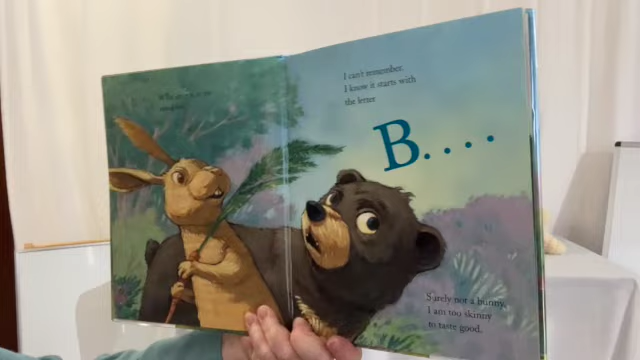 I can't remember.
I know it starts with
the letter
B. . . .
Surely not a bunny,
I am too skinny
to taste good.